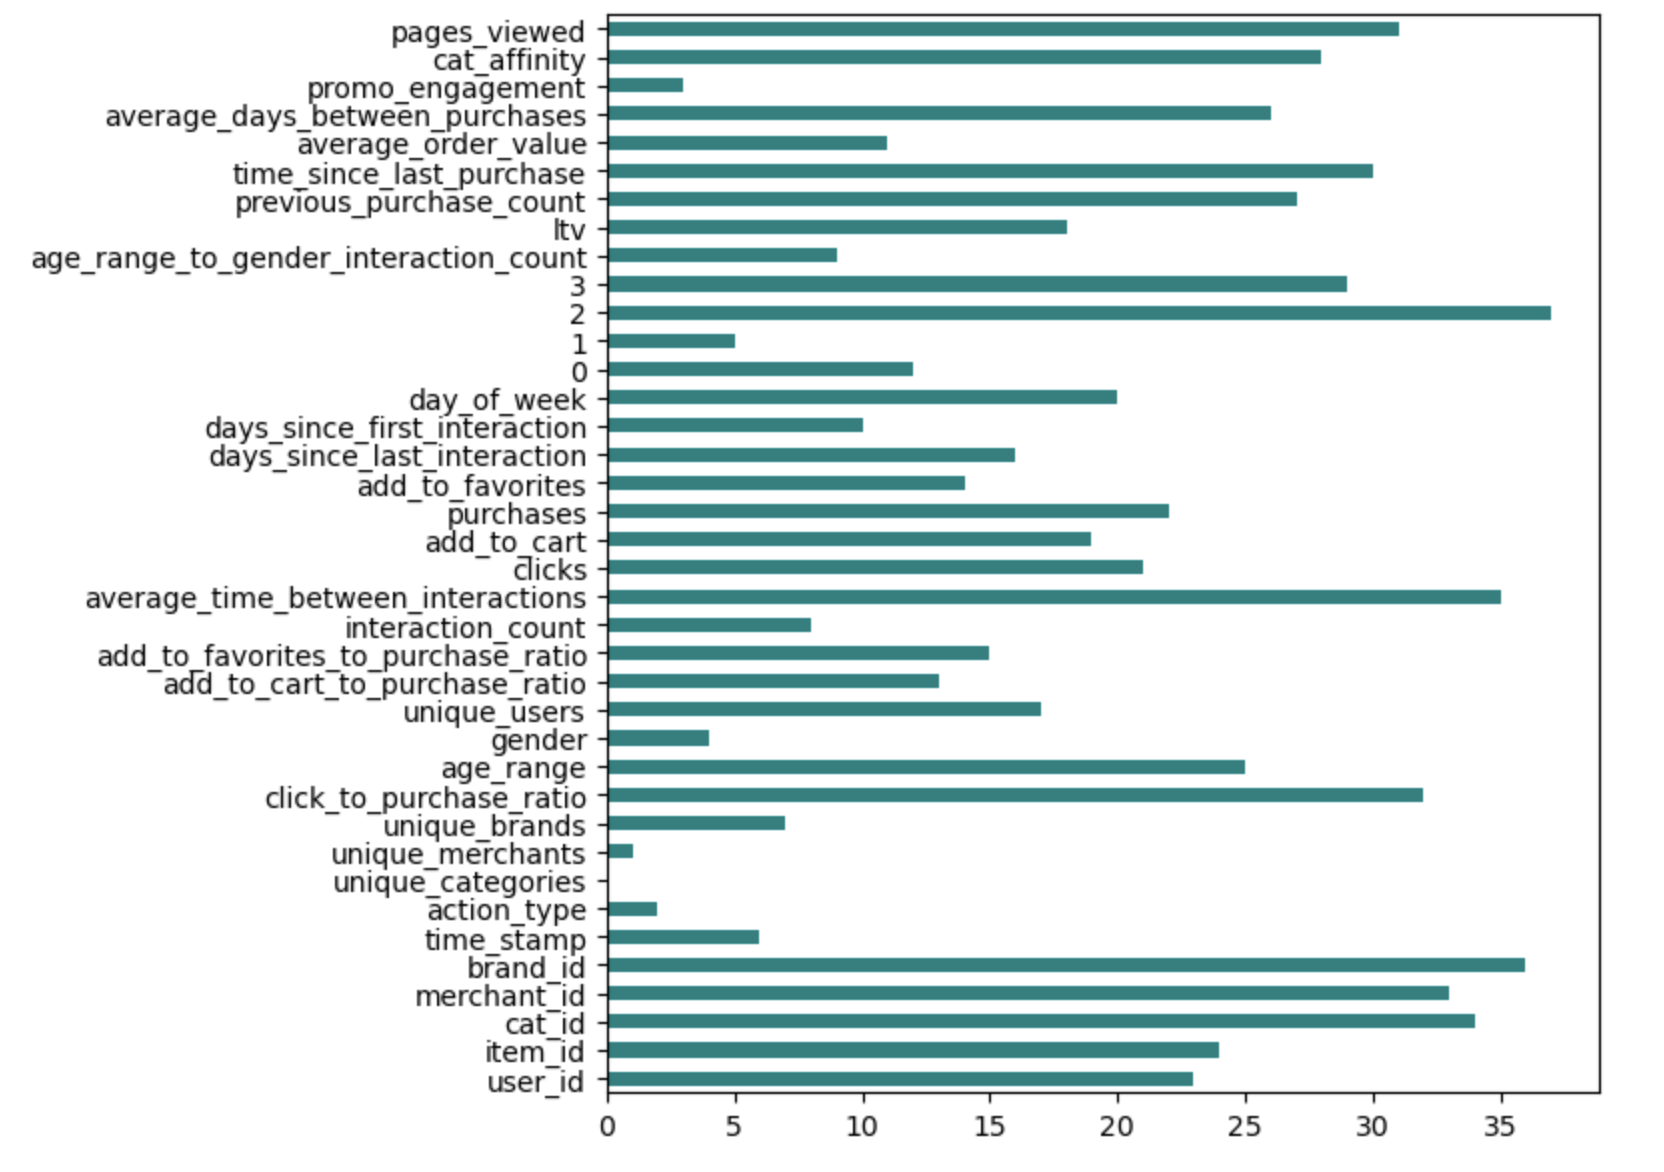 pages_viewed
cat_affinity
promo_engagement
average_days_between_purchases
average_order_value
time_since_last_purchase
previous_purchase_count
ltv
age_range_to_gender_interaction_count
3
2
1
0
day_of_week
days_since_first_interaction
days_since_last_interaction
add_to_favorites
purchases
add_to_cart
clicks
average_time_between_interactions
interaction_count
add_to_favorites_to_purchase_ratio
add_to_cart_to_purchase_ratio
unique_users
gender
age_range
click_to_purchase_ratio
unique_brands
unique_merchants
unique_categories
action_type
time_stamp
brand_id
merchant_id
cat_id
item_id
user_id
0 5 10 15 20 25 30 35